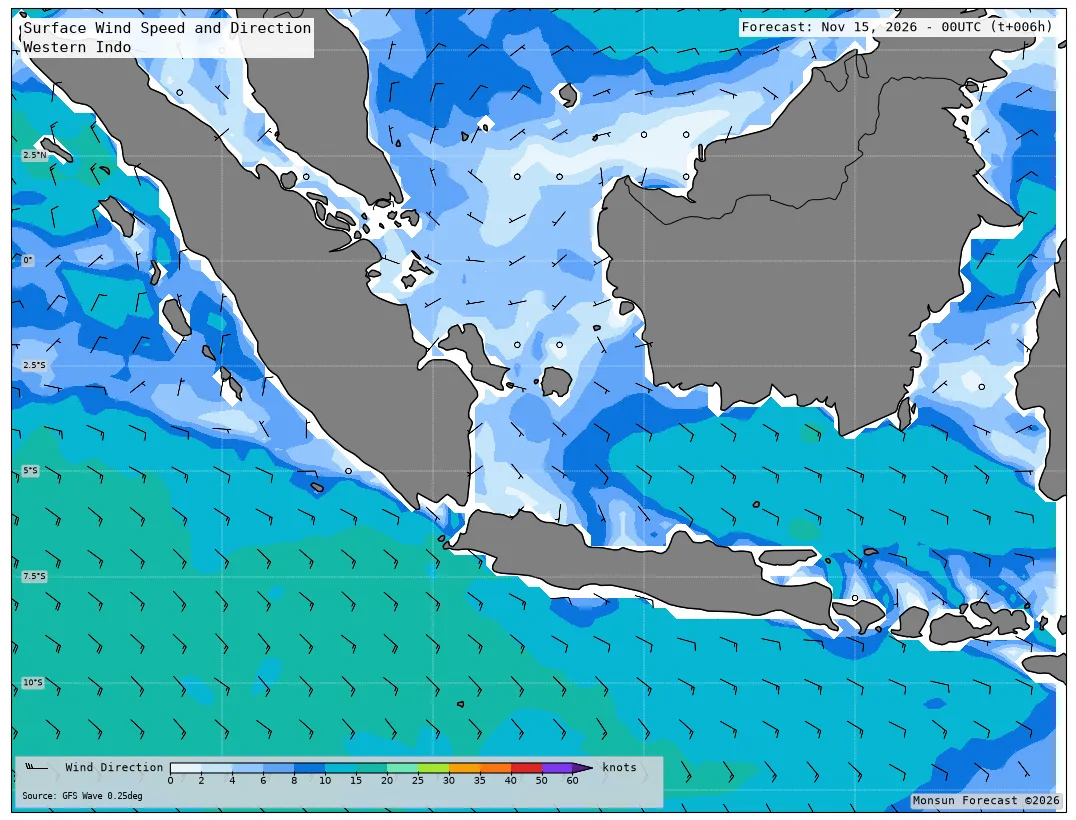 Surface Wind Speed and Direction
Western Indo
Forecast: Nov 15, 2026 - 00UTC (t+006h)
2.5°N
0°
2.5°S
5°S
7.5°S
10°S
Wind Direction
0 2 4 6 8 10 15 20 25 30 35 40 50 60
knots
Source: GFS Wave 0.25deg
Monsun Forecast ©2026